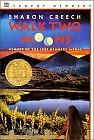 SHARON CREECH
WALK TWO
MOONS
WINNER OF THE 1995 NEWBERY MEDAL